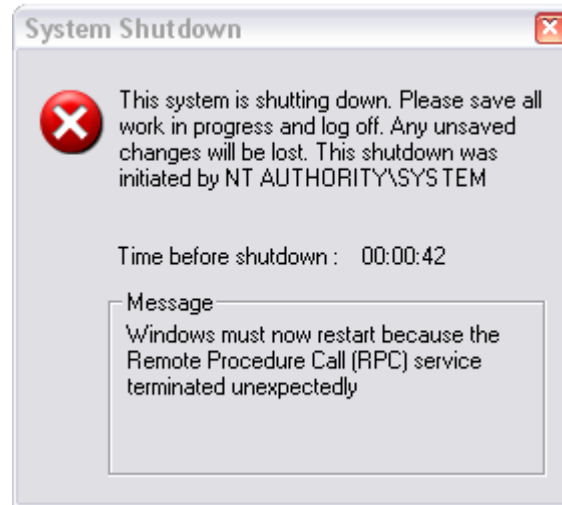 System Shutdown
This system is shutting down. Please save all
work in progress and log off. Any unsaved
changes will be lost. This shutdown was
initiated by NT AUTHORITY\SYSTEM
Time before shutdown : 00:00:42
Message
Windows must now restart because the
Remote Procedure Call (RPC) service
terminated unexpectedly